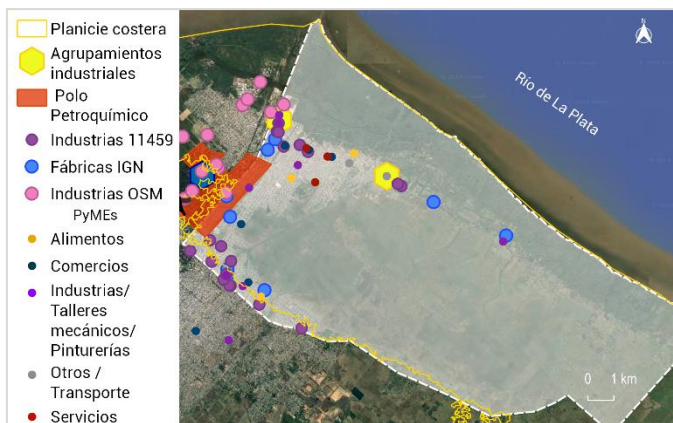 Planicie costera
Agrupamientos
industriales
Polo
Petroquímico
Industrias 11459
Fábricas IGN
Industrias OSM
PyMEs
Alimentos
Comercios
Industrias/
Talleres
mecánicos/
Pinturerías
Otros /
Transporte
Servicios
N
Río de La Plata
0 1 km